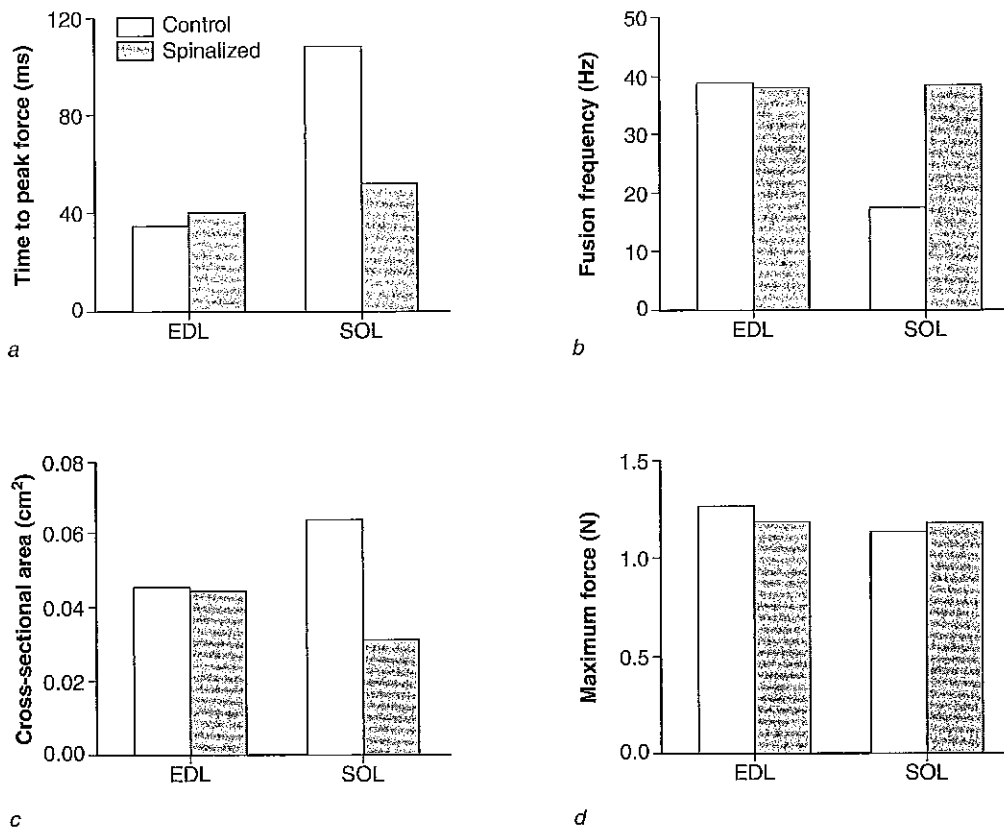 Time to peak force (ms)
120
80
40
0
Control
Spinalized
EDL
SOL
a
Fusion frequency (Hz)
50
40
30
20
10
0
EDL
SOL
b
Cross-sectional area (cm²)
0.08
0.06
0.04
0.02
0.00
EDL
SOL
c
Maximum force (N)
1.5
1.0
0.5
0.0
EDL
SOL
d